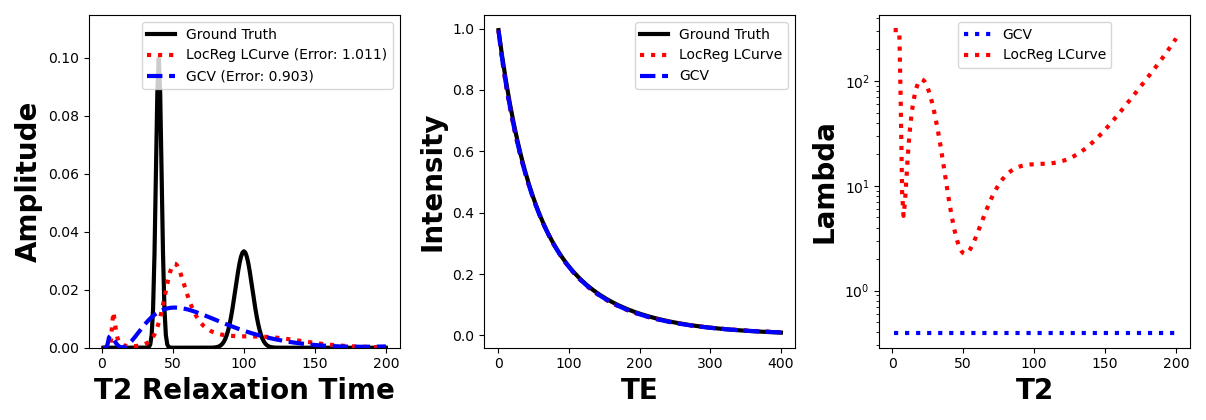 Amplitude
0.10
0.08
0.06
0.04
0.02
0.00
Ground Truth
LocReg LCurve (Error: 1.011)
GCV (Error: 0.903)
0 50 100 150 200
T2 Relaxation Time
Intensity
1.0
0.8
0.6
0.4
0.2
0.0
Ground Truth
LocReg LCurve
GCV
0 100 200 300 400
TE
Lambda
10²
10¹
10⁰
GCV
LocReg LCurve
0 50 100 150 200
T2